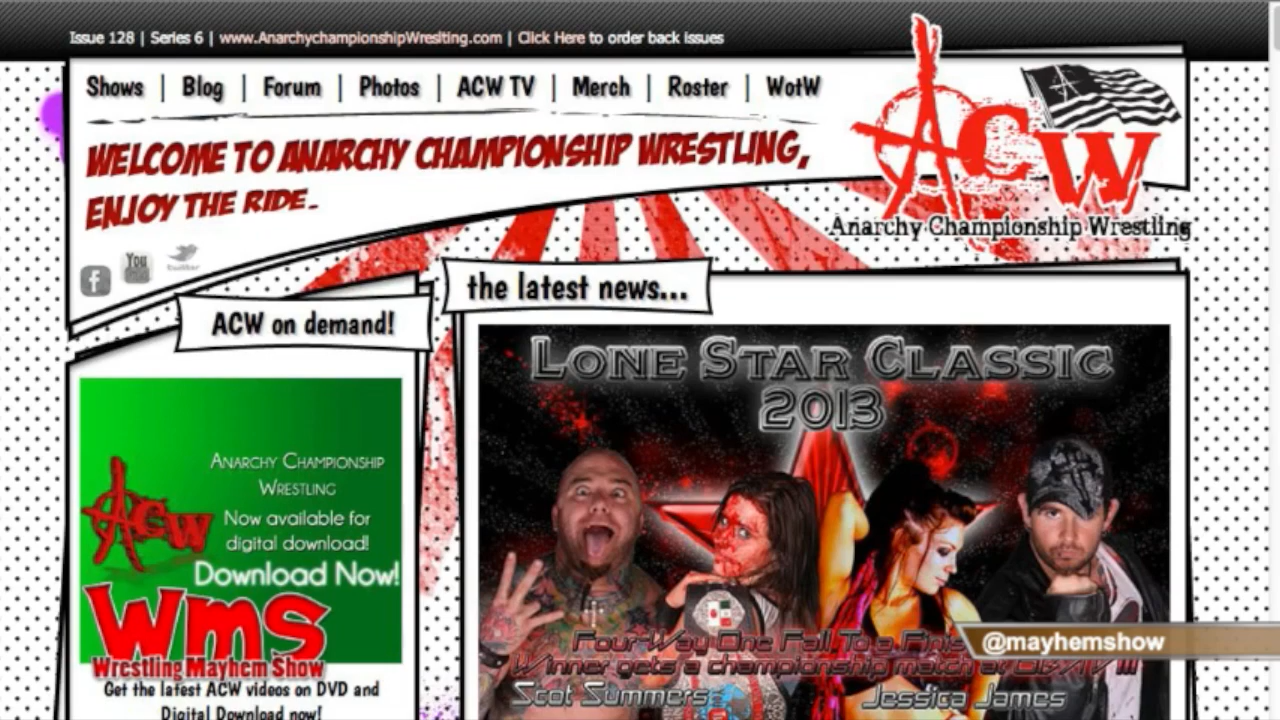 Issue 128 | Series 6 | www.AnarchychampionshipWreslting.com | Click Here to order back issues
Shows | Blog | Forum | Photos | ACW TV | Merch | Roster | WotW
WELCOME TO ANARCHY CHAMPIONSHIP WRESTLING,
ENJOY THE RIDE.
ACW
Anarchy Championship Wrestling
You
twitter
the latest news...
ACW on demand!
LONE STAR CLASSIC
2013
ANARCHY CHAMPIONSHIP
WRESTLING
ACW
Now available for
digital download!
Download Now!
wms
Wrestling Mayhem Show
Get the latest ACW videos on DVD and
Digital Download now!
Four-Way One Fall To a
Winner gets a championship match
@mayhemshow
Scot Summers
Jessica James